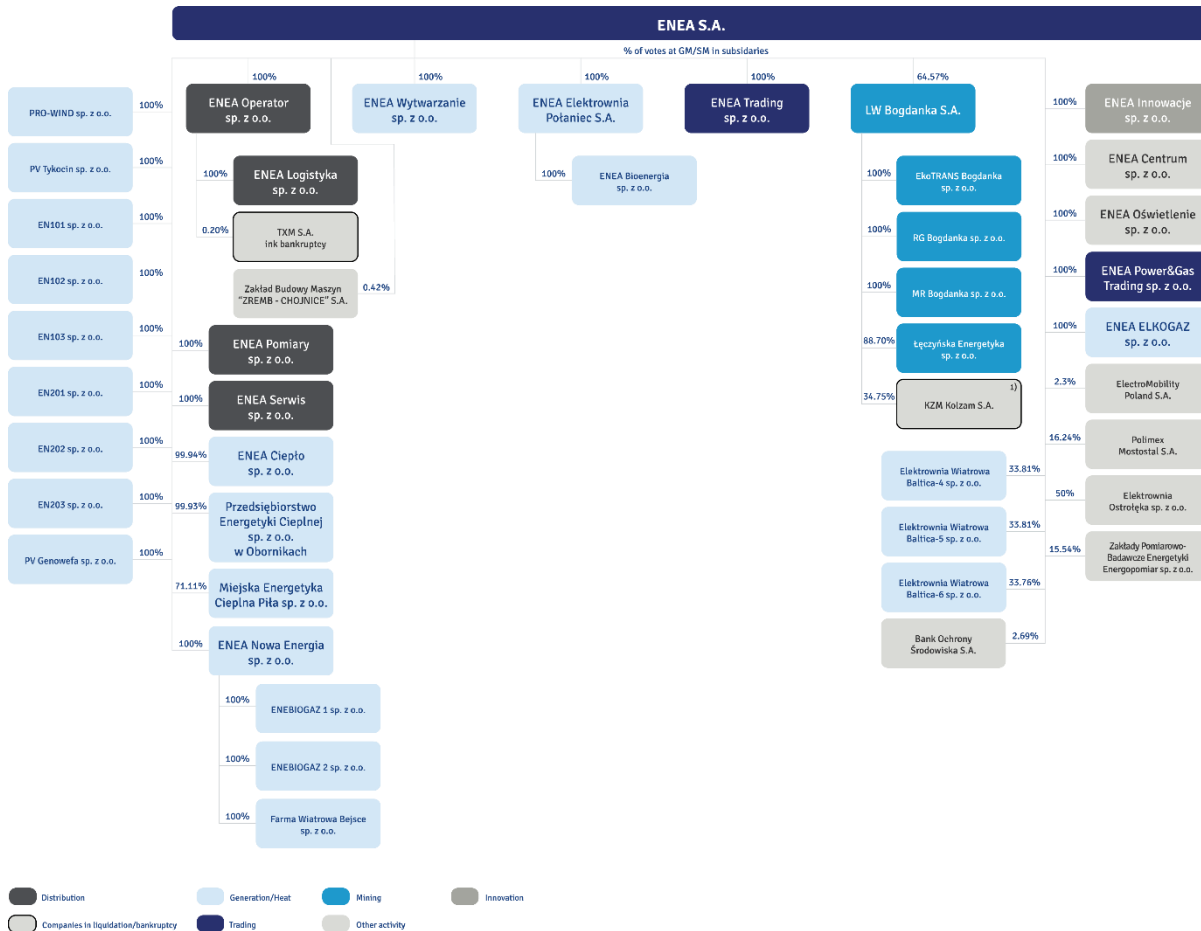 ENEA S.A.
% of votes at GM/SM in subsidaries
100%
100%
100%
100%
64.57%
PRO-WIND sp. z o.o.
100%
PV Tykocin sp. z o.o.
100%
EN101 sp. z o.o.
100%
EN102 sp. z o.o.
100%
EN103 sp. z o.o.
100%
EN201 sp. z o.o.
100%
EN202 sp. z o.o.
100%
EN203 sp. z o.o.
100%
PV Genowefa sp. z o.o.
100%
ENEA Operator
sp. z o.o.
100%
ENEA Logistyka
sp. z o.o.
0.20%
TXM S.A.
ink bankruptcy
Zakład Budowy Maszyn
"ZREMB - CHOJNICE" S.A.
0.42%
100%
ENEA Pomiary
sp. z o.o.
100%
ENEA Serwis
sp. z o.o.
99.94%
ENEA Ciepło
sp. z o.o.
99.93%
Przedsiębiorstwo
Energetyki Cieplnej
sp. z o.o.
w Obornikach
71.11%
Miejska Energetyka
Cieplna Piła sp. z o.o.
100%
ENEA Nowa Energia
sp. z o.o.
100%
ENEBIOGAZ 1 sp. z o.o.
100%
ENEBIOGAZ 2 sp. z o.o.
100%
Farma Wiatrowa Bejsce
sp. z o.o.
ENEA Wytwarzanie
sp. z o.o.
ENEA Elektrownia
Połaniec S.A.
100%
ENEA Bioenergia
sp. z o.o.
ENEA Trading
sp. z o.o.
LW Bogdanka S.A.
100%
EkoTRANS Bogdanka
sp. z o.o.
100%
RG Bogdanka sp. z o.o.
100%
MR Bogdanka sp. z o.o.
88.70%
Łęczyńska Energetyka
sp. z o.o.
34.75%
KZM Kolzam S.A.
1)
Elektrownia Wiatrowa
Baltica-4 sp. z o.o.
33.81%
Elektrownia Wiatrowa
Baltica-5 sp. z o.o.
33.81%
Elektrownia Wiatrowa
Baltica-6 sp. z o.o.
33.76%
Bank Ochrony
Środowiska S.A.
2.69%
100%
ENEA Innowacje
sp. z o.o.
100%
ENEA Centrum
sp. z o.o.
100%
ENEA Oświetlenie
sp. z o.o.
100%
ENEA Power&Gas
Trading sp. z o.o.
100%
ENEA ELKOGAZ
sp. z o.o.
2.3%
ElectroMobility
Poland S.A.
16.24%
Polimex
Mostostal S.A.
50%
Elektrownia
Ostrołęka sp. z o.o.
15.54%
Zakłady Pomiarowo-
Badawcze Energetyki
Energopomiar sp. z o.o.
Distribution
Generation/Heat
Mining
Innovation
Companies in liquidation/bankruptcy
Trading
Other activity